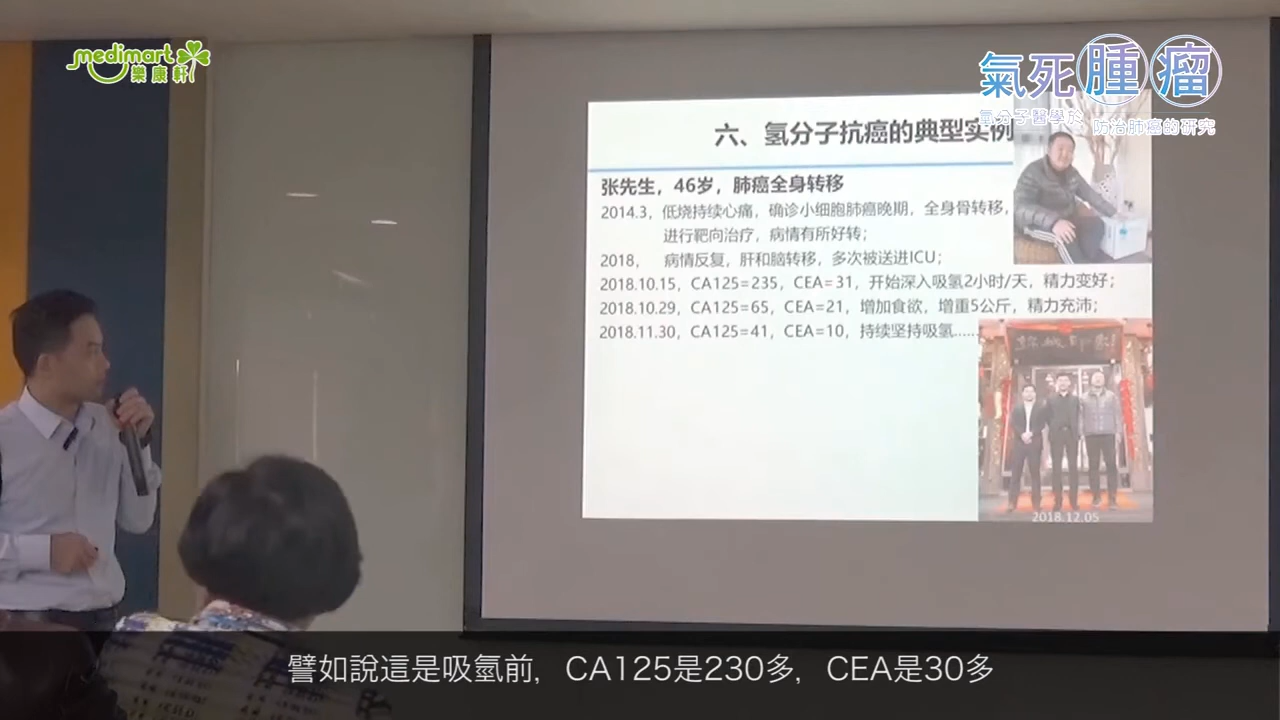 medimart
樂康軒
氫死腫瘤
氫分子醫學於 防治肺癌的研究
六、氢分子抗癌的典型实例
张先生，46岁，肺癌全身转移
2014.3，低烧持续心痛，确诊小细胞肺癌晚期，全身骨转移，
进行靶向治疗，病情有所好转；
2018， 病情反复，肝和脑转移，多次被送进ICU；
2018.10.15，CA125=235，CEA=31，开始深入吸氢2小时/天，精力变好；
2018.10.29，CA125=65，CEA=21，增加食欲，增重5公斤，精力充沛；
2018.11.30，CA125=41，CEA=10，持续坚持吸氢……
2018.12.05
譬如說這是吸氫前，CA125是230多，CEA是30多